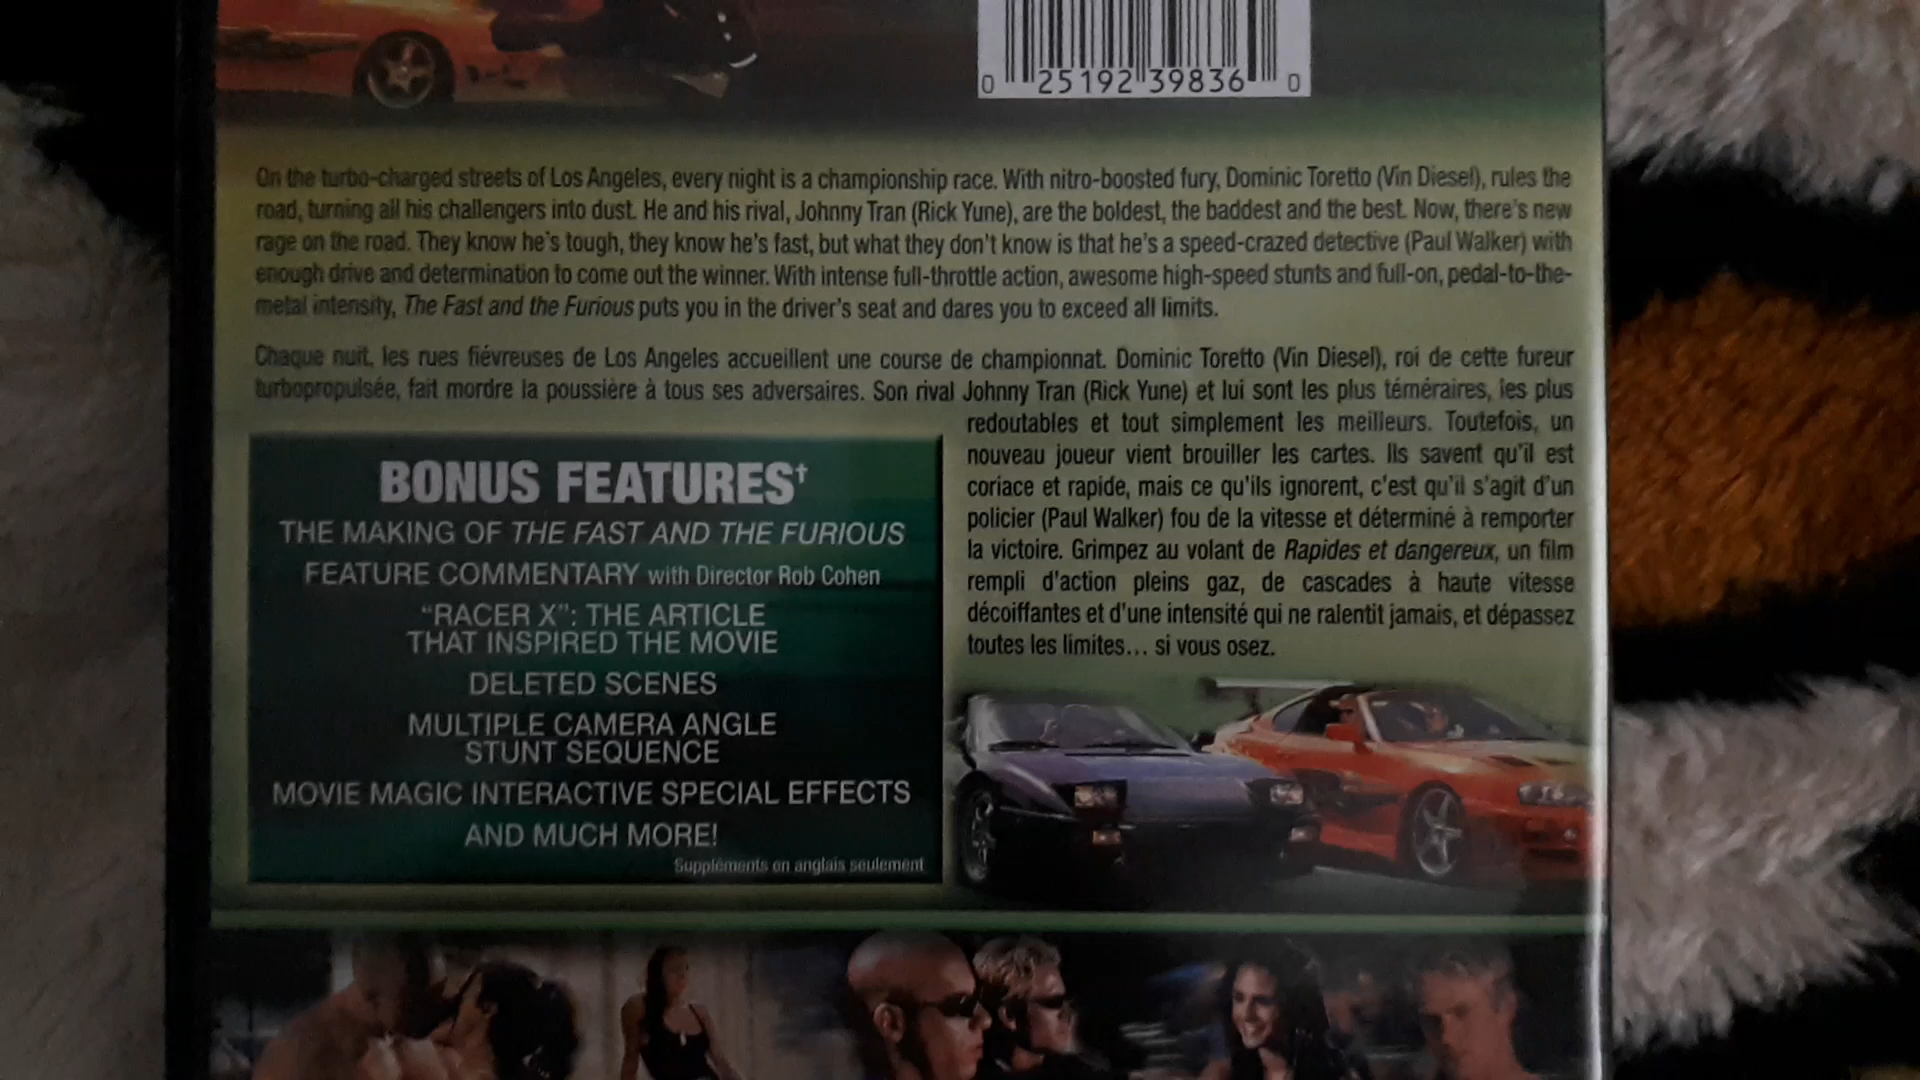 0 25192 39836 0
On the turbo-charged streets of Los Angeles, every night is a championship race. With nitro-boosted fury, Dominic Toretto (Vin Diesel), rules the
road, turning all his challengers into dust. He and his rival, Johnny Tran (Rick Yune), are the boldest, the baddest and the best. Now, there's new
rage on the road. They know he's tough, they know he's fast, but what they don't know is that he's a speed-crazed detective (Paul Walker) with
enough drive and determination to come out the winner. With intense full-throttle action, awesome high-speed stunts and full-on, pedal-to-the-
metal intensity, The Fast and the Furious puts you in the driver's seat and dares you to exceed all limits.
Chaque nuit, les rues fiévreuses de Los Angeles accueillent une course de championnat. Dominic Toretto (Vin Diesel), roi de cette fureur
turbopropulsée, fait mordre la poussière à tous ses adversaires. Son rival Johnny Tran (Rick Yune) et lui sont les plus téméraires, les plus
redoutables et tout simplement les meilleurs. Toutefois, un
nouveau joueur vient brouiller les cartes. Ils savent qu'il est
coriace et rapide, mais ce qu'ils ignorent, c'est qu'il s'agit d'un
policier (Paul Walker) fou de la vitesse et déterminé à remporter
la victoire. Grimpez au volant de Rapides et dangereux, un film
rempli d'action pleins gaz, de cascades à haute vitesse
décoiffantes et d'une intensité qui ne ralentit jamais, et dépassez
toutes les limites... si vous osez.
BONUS FEATURES†
THE MAKING OF THE FAST AND THE FURIOUS
FEATURE COMMENTARY with Director Rob Cohen
“RACER X”: THE ARTICLE
THAT INSPIRED THE MOVIE
DELETED SCENES
MULTIPLE CAMERA ANGLE
STUNT SEQUENCE
MOVIE MAGIC INTERACTIVE SPECIAL EFFECTS
AND MUCH MORE!
Suppléments en anglais seulement